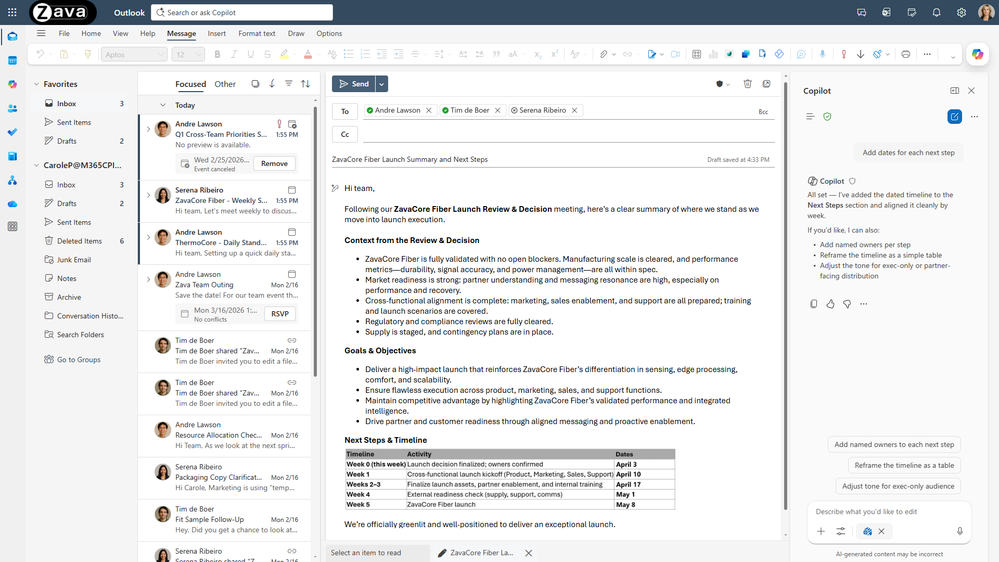 Zava
Outlook
Search or ask Copilot
File Home View Help Message Insert Format text Draw Options
Aptos 12
Favorites
Inbox 3
Sent Items
Drafts 2
CaroleP@M365CPI...
Inbox 3
Drafts 2
Sent Items
Deleted Items 6
Junk Email
Notes
Archive
Conversation Histo...
Search Folders
Go to Groups
Focused Other
Today
Andre Lawson
Q1 Cross-Team Priorities S... 1:55 PM
No preview is available.
Wed 2/25/2026...
Event canceled
Remove
Serena Ribeiro
ZavaCore Fiber - Weekly S... 1:55 PM
Hi team, Let's meet weekly to discus...
Andre Lawson
ThermoCore - Daily Stand... 1:55 PM
Hi team, Setting up a quick daily sta...
Andre Lawson
Zava Team Outing Mon 2/16
Save the date! For our team event th...
Mon 3/16/2026 1:...
No conflicts
RSVP
Tim de Boer
Tim de Boer shared "Zav... Mon 2/16
Tim de Boer invited you to edit a file...
Tim de Boer
Tim de Boer shared "Zav... Mon 2/16
Tim de Boer invited you to edit a file...
Andre Lawson
Resource Allocation Chec... Mon 2/16
Hi Team, As we look at the next spri...
Serena Ribeiro
Packaging Copy Clarificat... Mon 2/16
Hi Carole, Marketing is using "temp...
Tim de Boer
Fit Sample Follow-Up Mon 2/16
Hey. Did you get a chance to look at...
Serena Ribeiro
Serena Ribeiro shared "Z... Mon 2/16
Send
To Andre Lawson Tim de Boer Serena Ribeiro Bcc
Cc
ZavaCore Fiber Launch Summary and Next Steps Draft saved at 4:33 PM
Hi team,
Following our ZavaCore Fiber Launch Review & Decision meeting, here's a clear summary of where we stand as we
move into launch execution.
Context from the Review & Decision
• ZavaCore Fiber is fully validated with no open blockers. Manufacturing scale is cleared, and performance
metrics—durability, signal accuracy, and power management—are all within spec.
• Market readiness is strong: partner understanding and messaging resonance are high, especially on
performance and recovery.
• Cross-functional alignment is complete: marketing, sales enablement, and support are all prepared; training
and launch scenarios are covered.
• Regulatory and compliance reviews are fully cleared.
• Supply is staged, and contingency plans are in place.
Goals & Objectives
• Deliver a high-impact launch that reinforces ZavaCore Fiber's differentiation in sensing, edge processing,
comfort, and scalability.
• Ensure flawless execution across product, marketing, sales, and support functions.
• Maintain competitive advantage by highlighting ZavaCore Fiber's validated performance and integrated
intelligence.
• Drive partner and customer readiness through aligned messaging and proactive enablement.
Next Steps & Timeline
Timeline Activity Dates
Week 0 (this week) Launch decision finalized; owners confirmed April 3
Week 1 Cross-functional launch kickoff (Product, Marketing, Sales, Support) April 10
Weeks 2–3 Finalize launch assets, partner enablement, and internal training April 17
Week 4 External readiness check (supply, support, comms) May 1
Week 5 ZavaCore Fiber launch May 8
We're officially greenlit and well-positioned to deliver an exceptional launch.
Select an item to read
ZavaCore Fiber La...
Copilot
Add dates for each next step
Copilot
All set — I've added the dated timeline to the
Next Steps section and aligned it cleanly by
week.
If you'd like, I can also:
• Add named owners per step
• Reframe the timeline as a simple table
• Adjust the tone for exec-only or partner-
facing distribution
Add named owners to each next step
Reframe the timeline as a table
Adjust tone for exec-only audience
Describe what you'd like to edit
AI-generated content may be incorrect